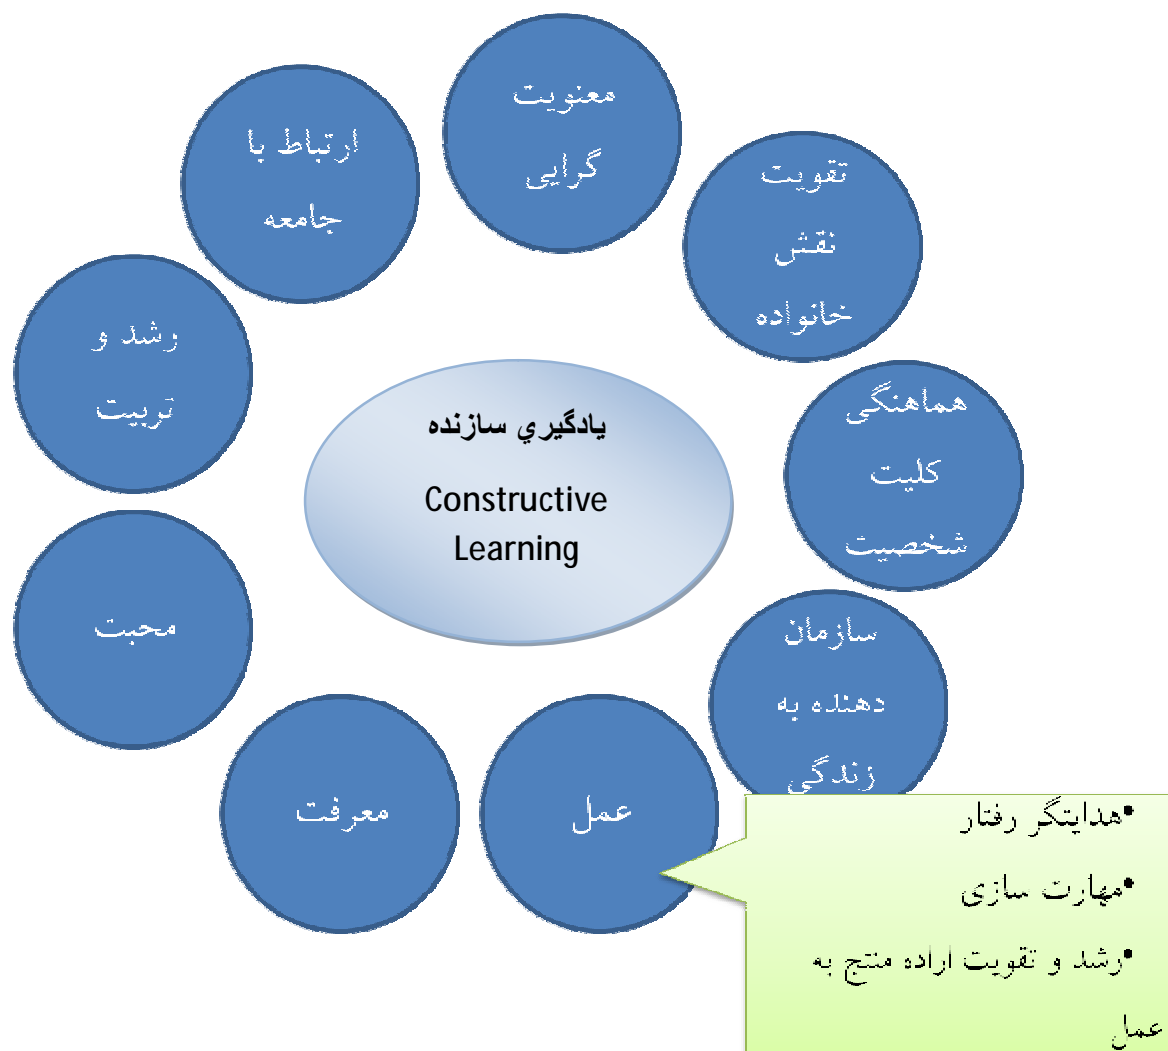 معنویت
گرایی
ارتباط با
جامعه
تقویت
نقش
خانواده
رشد و
تربیت
هماهنگی
کلیت
شخصیت
يادگيري سازنده
Constructive
Learning
محبت
سازمان
دهنده به
زندگی
معرفت
عمل
•هدایتگر رفتار
•مهارت سازی
•رشد و تقویت اراده منتج به
عمل